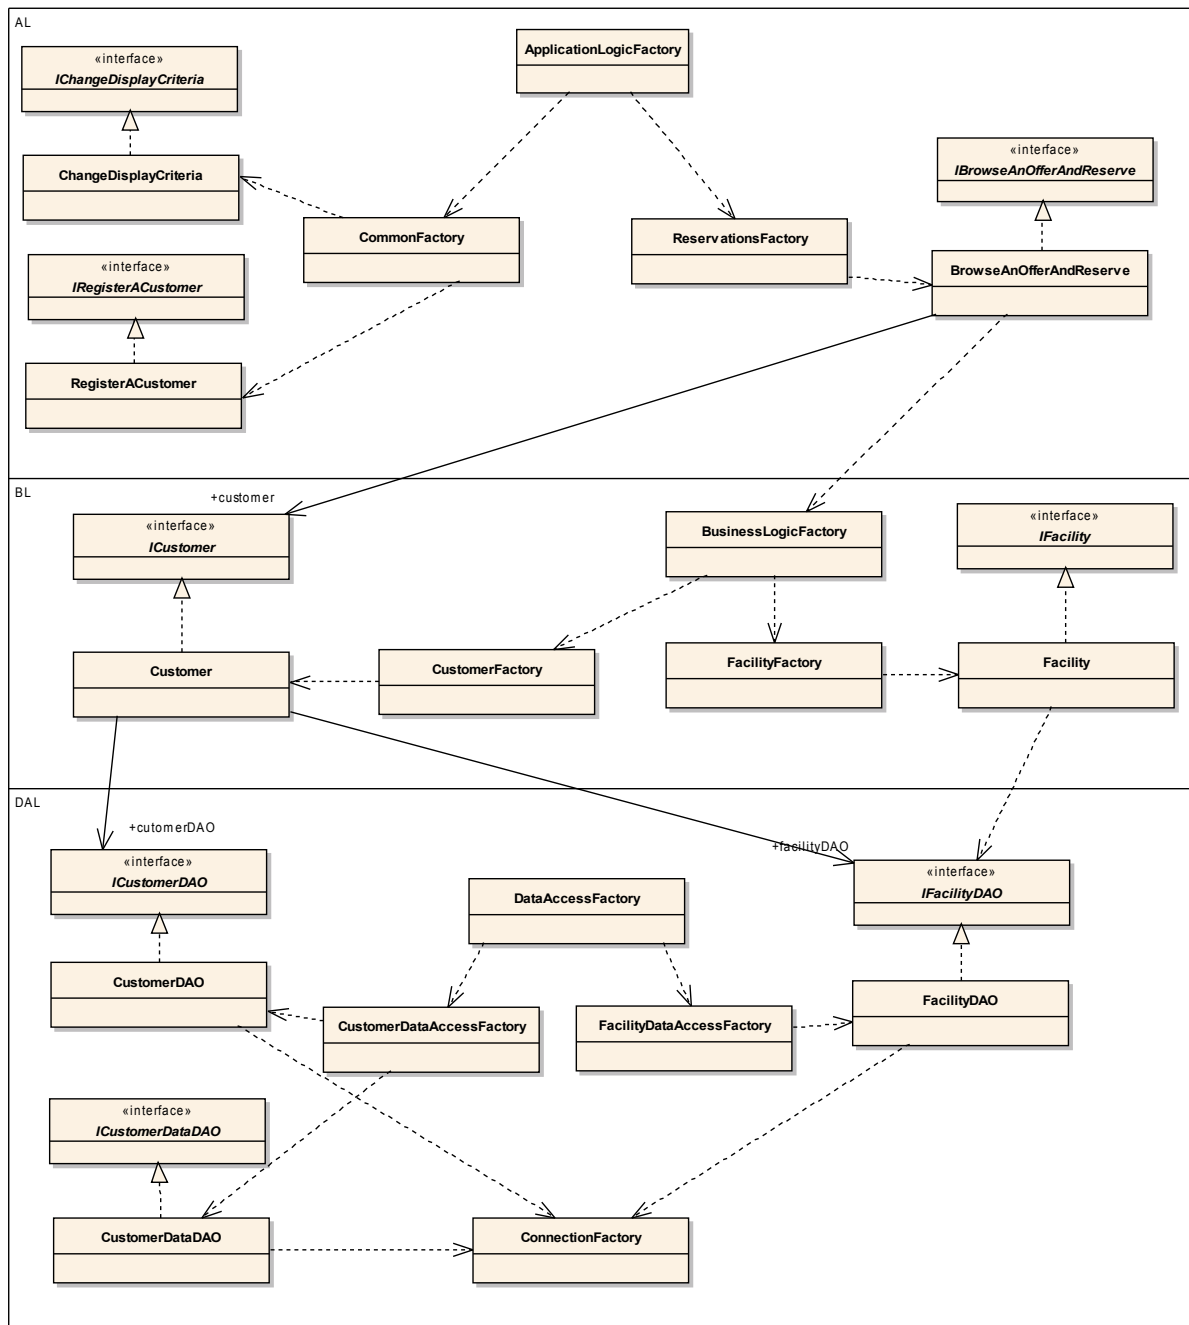 AL
«interface»
IChangeDisplayCriteria
ApplicationLogicFactory
ChangeDisplayCriteria
«interface»
IBrowseAnOfferAndReserve
CommonFactory
ReservationsFactory
«interface»
IRegisterACustomer
BrowseAnOfferAndReserve
RegisterACustomer
BL
+customer
«interface»
ICustomer
BusinessLogicFactory
«interface»
IFacility
Customer
CustomerFactory
FacilityFactory
Facility
DAL
+cutomerDAO
+facilityDAO
«interface»
ICustomerDAO
«interface»
IFacilityDAO
DataAccessFactory
CustomerDAO
CustomerDataAccessFactory
FacilityDataAccessFactory
FacilityDAO
«interface»
ICustomerDataDAO
CustomerDataDAO
ConnectionFactory